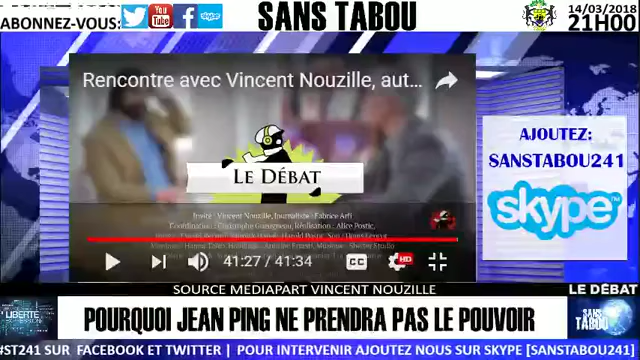 ABONNEZ-VOUS:
skype
SANS TABOU
14/03/2018
21H00
Rencontre avec Vincent Nouzille, aut...
LE DÉBAT
Invité : Vincent Nouzille, Journaliste : Fabrice Arfi
41:27 / 41:34
CC
HD
AJOUTEZ:
SANSTABOU241
skype
SOURCE MEDIAPART VINCENT NOUZILLE
LE DÉBAT
LIBERTE
POURQUOI JEAN PING NE PRENDRA PAS LE POUVOIR
SANS
TABOU
#ST241 SUR FACEBOOK ET TWITTER | POUR INTERVENIR AJOUTEZ NOUS SUR SKYPE [SANSTABOU241]